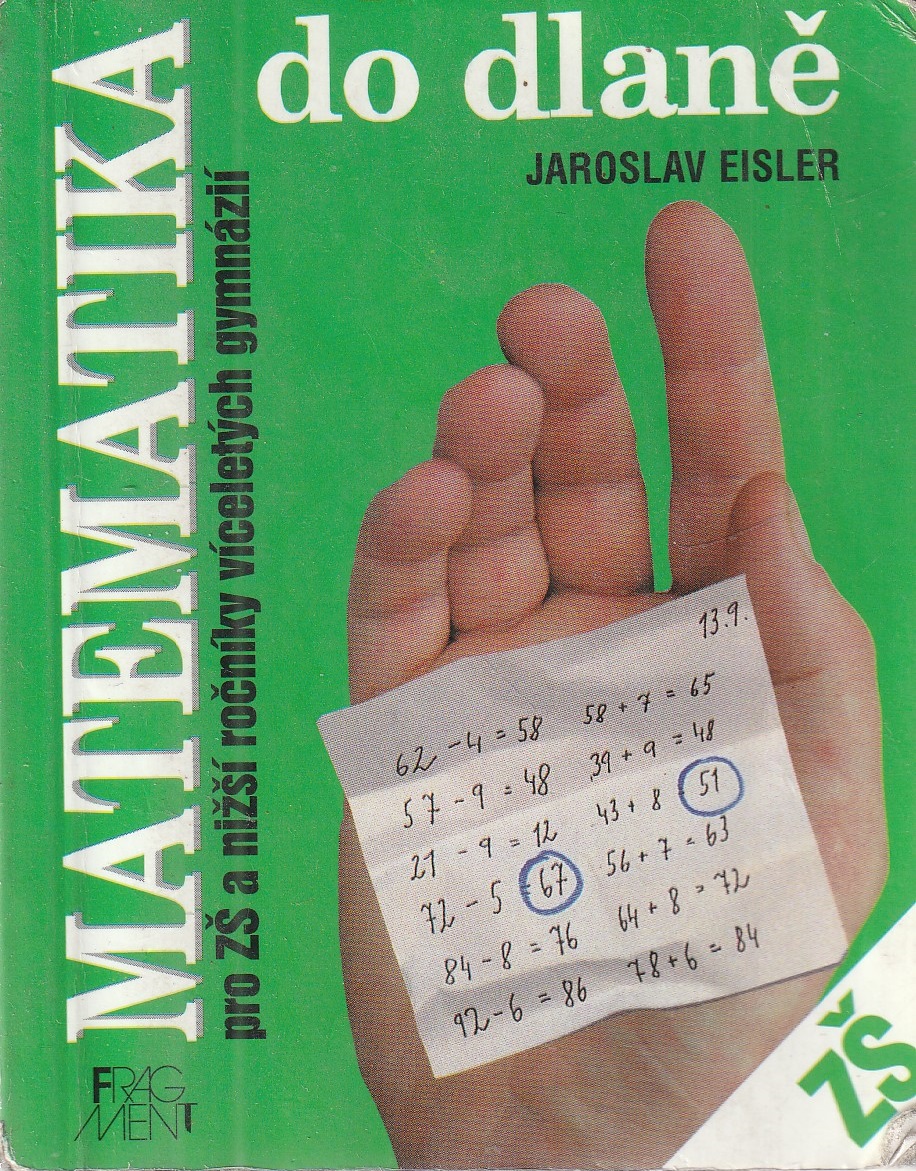 MATEMATIKA
do dlaně
JAROSLAV EISLER
pro ZŠ a nižší ročníky víceletých gymnázií
13.9.
62 - 4 = 58
57 - 9 = 48
21 - 9 = 12
72 - 5 = 67
84 - 8 = 76
92 - 6 = 86
58 + 7 = 65
39 + 9 = 48
43 + 8 51
56 + 7 = 63
64 + 8 = 72
78 + 6 = 84
FRAG
MENT
ZŠ